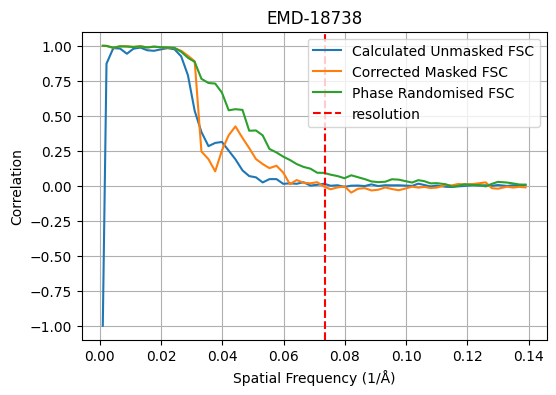 EMD-18738
Calculated Unmasked FSC
Corrected Masked FSC
Phase Randomised FSC
resolution
Correlation
1.00
0.75
0.50
0.25
0.00
−0.25
−0.50
−0.75
−1.00
0.00 0.02 0.04 0.06 0.08 0.10 0.12 0.14
Spatial Frequency (1/Å)